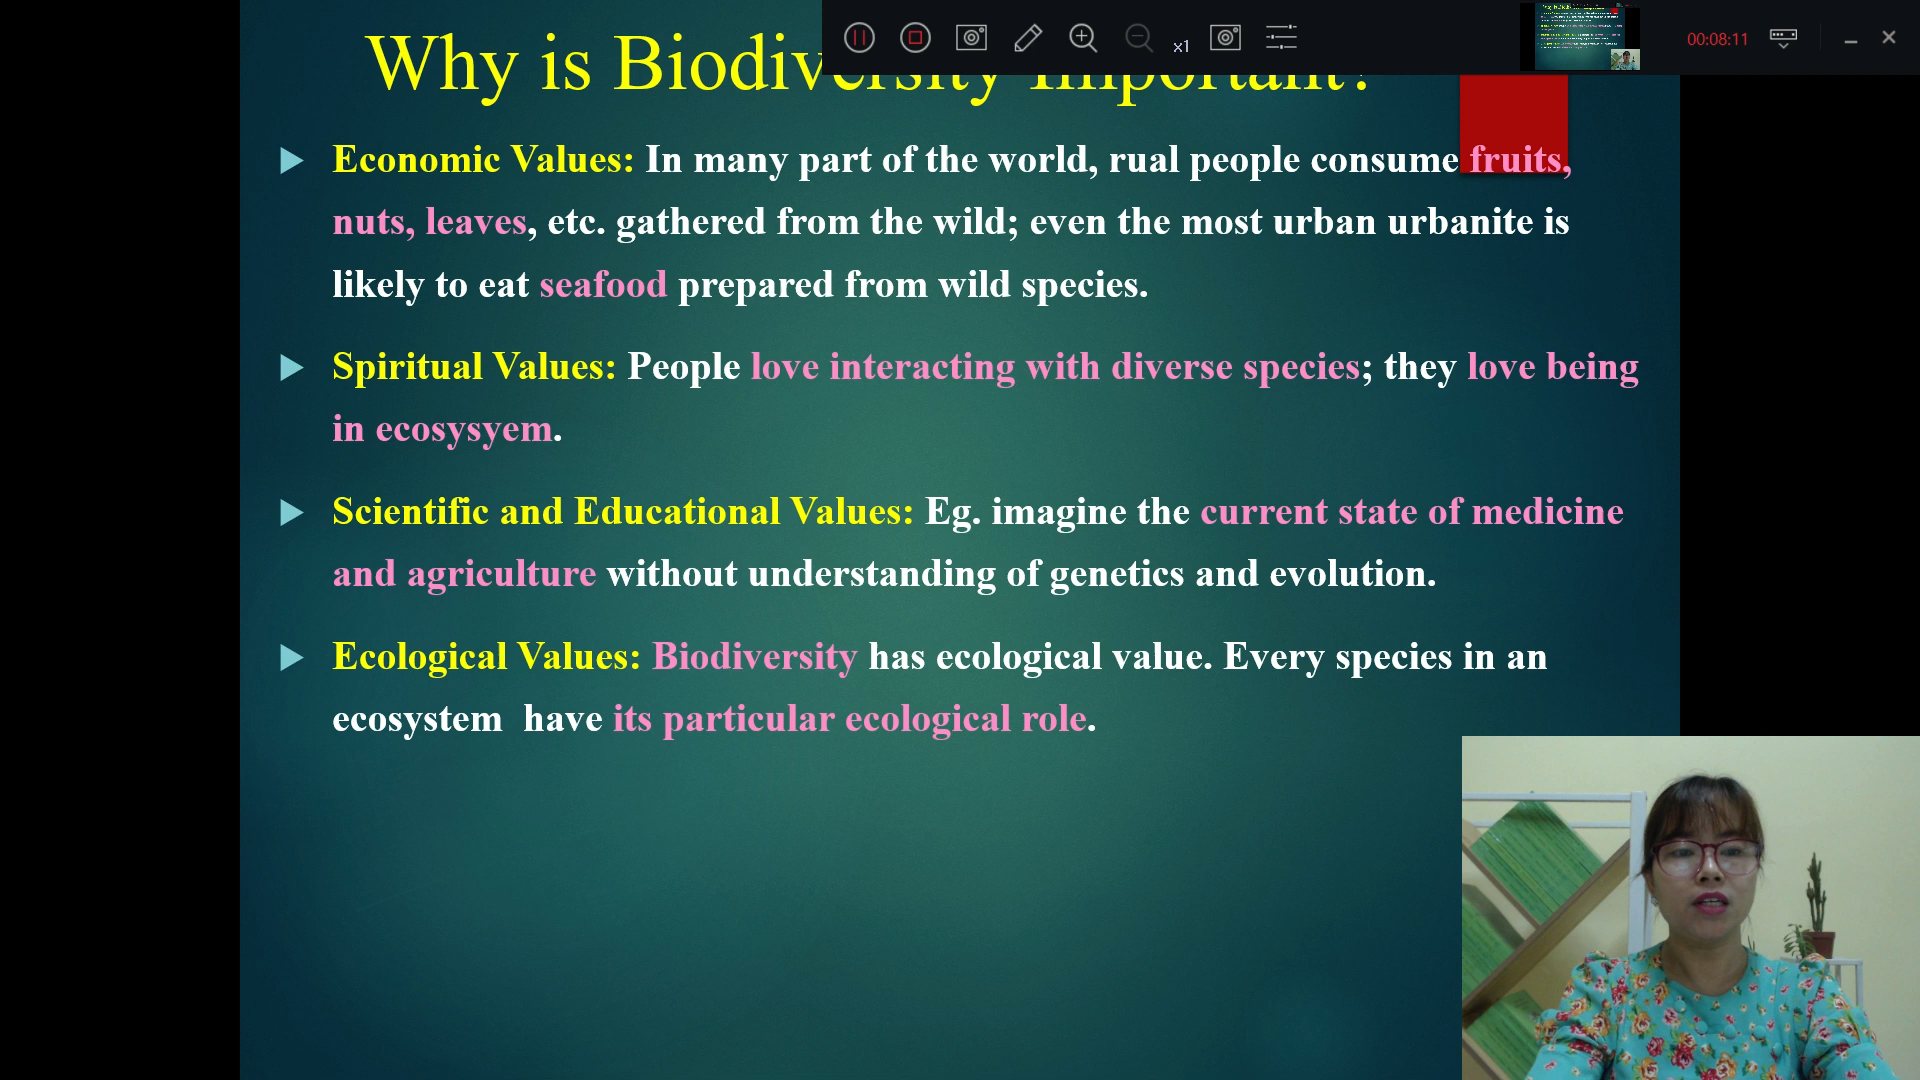 x1
00:08:11
Why is Biodiversity Important?
Economic Values: In many part of the world, rual people consume fruits,
nuts, leaves, etc. gathered from the wild; even the most urban urbanite is
likely to eat seafood prepared from wild species.
Spiritual Values: People love interacting with diverse species; they love being
in ecosysyem.
Scientific and Educational Values: Eg. imagine the current state of medicine
and agriculture without understanding of genetics and evolution.
Ecological Values: Biodiversity has ecological value. Every species in an
ecosystem  have its particular ecological role.